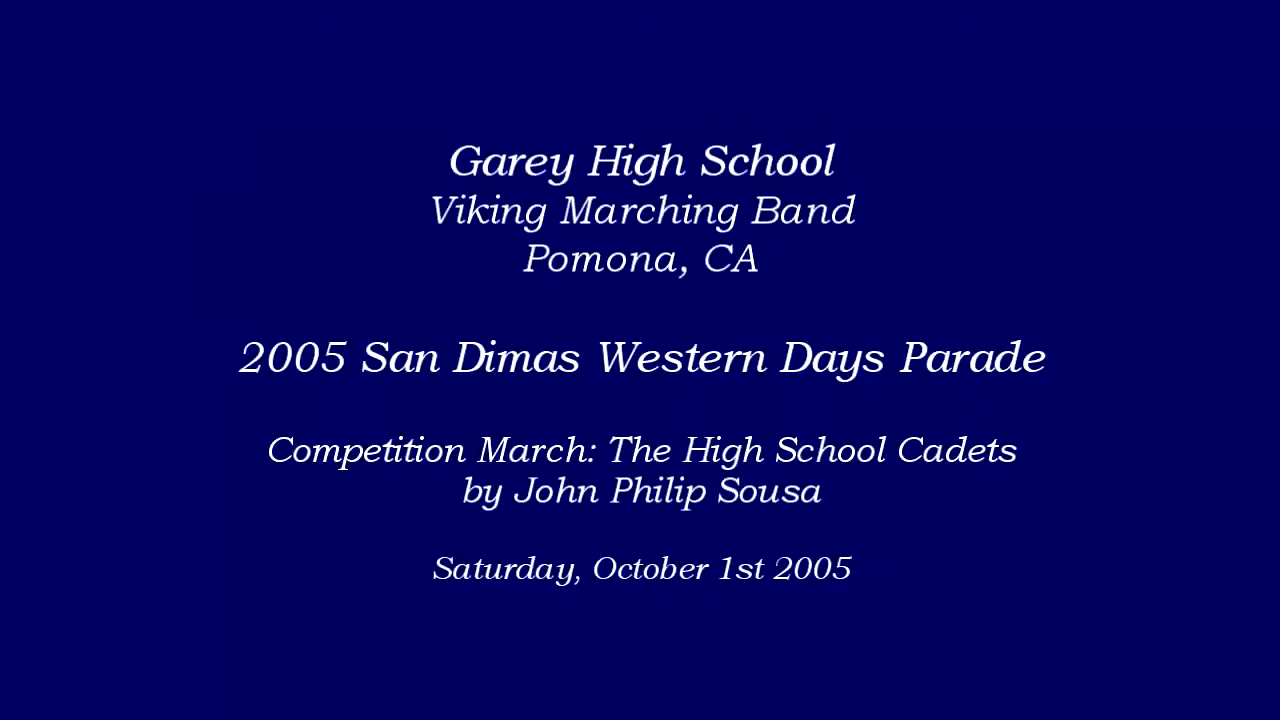 Garey High School
Viking Marching Band
Pomona, CA
2005 San Dimas Western Days Parade
Competition March: The High School Cadets
by John Philip Sousa
Saturday, October 1st 2005